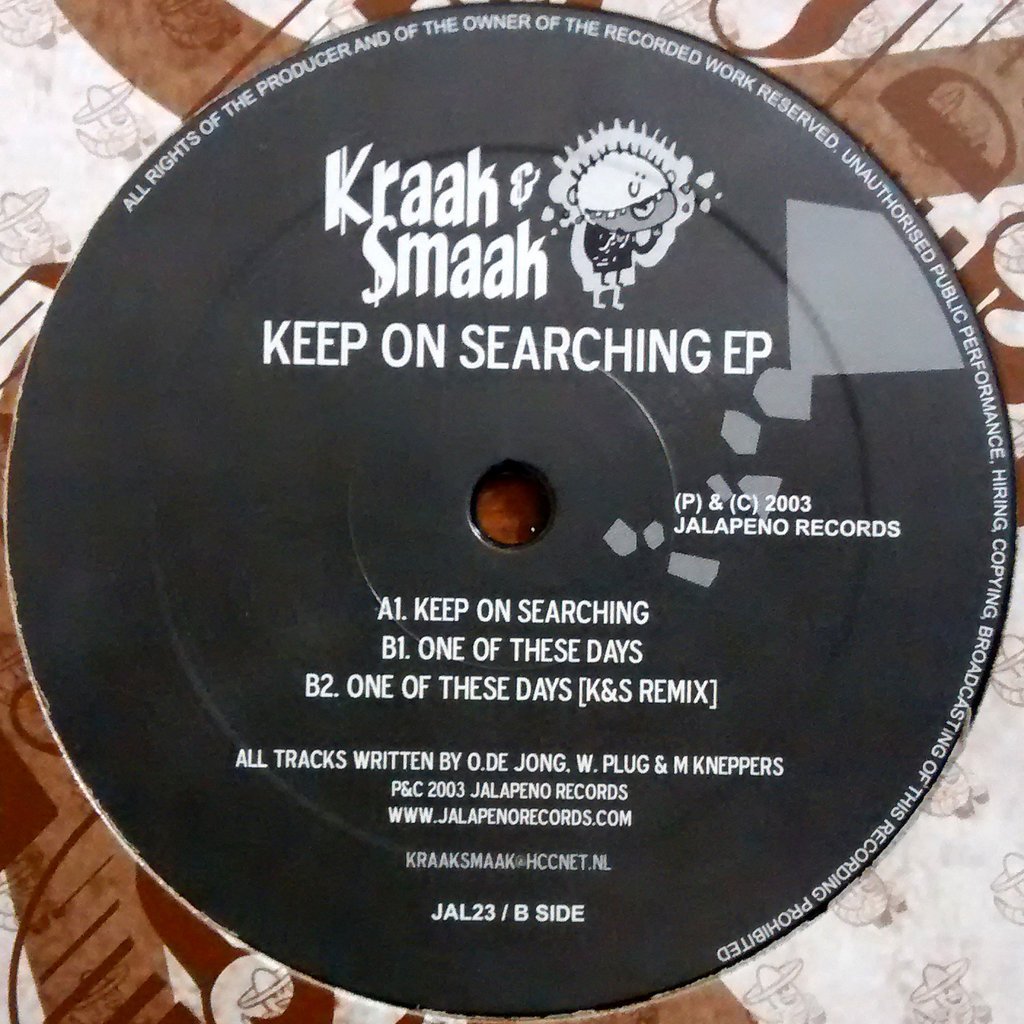 ALL RIGHTS OF THE PRODUCER AND OF THE OWNER OF THE RECORDED WORK RESERVED. UNAUTHORISED PUBLIC PERFORMANCE, HIRING, COPYING, BROADCASTING OF THIS RECORDING PROHIBITED
Kraak &
Smaak
KEEP ON SEARCHING EP
(P) & (C) 2003
JALAPENO RECORDS
A1. KEEP ON SEARCHING
B1. ONE OF THESE DAYS
B2. ONE OF THESE DAYS [K&S REMIX]
ALL TRACKS WRITTEN BY O.DE JONG. W. PLUG & M KNEPPERS
P&C 2003 JALAPENO RECORDS
WWW.JALAPENORECORDS.COM
KRAAKSMAAK@HCCNET.NL
JAL23 / B SIDE